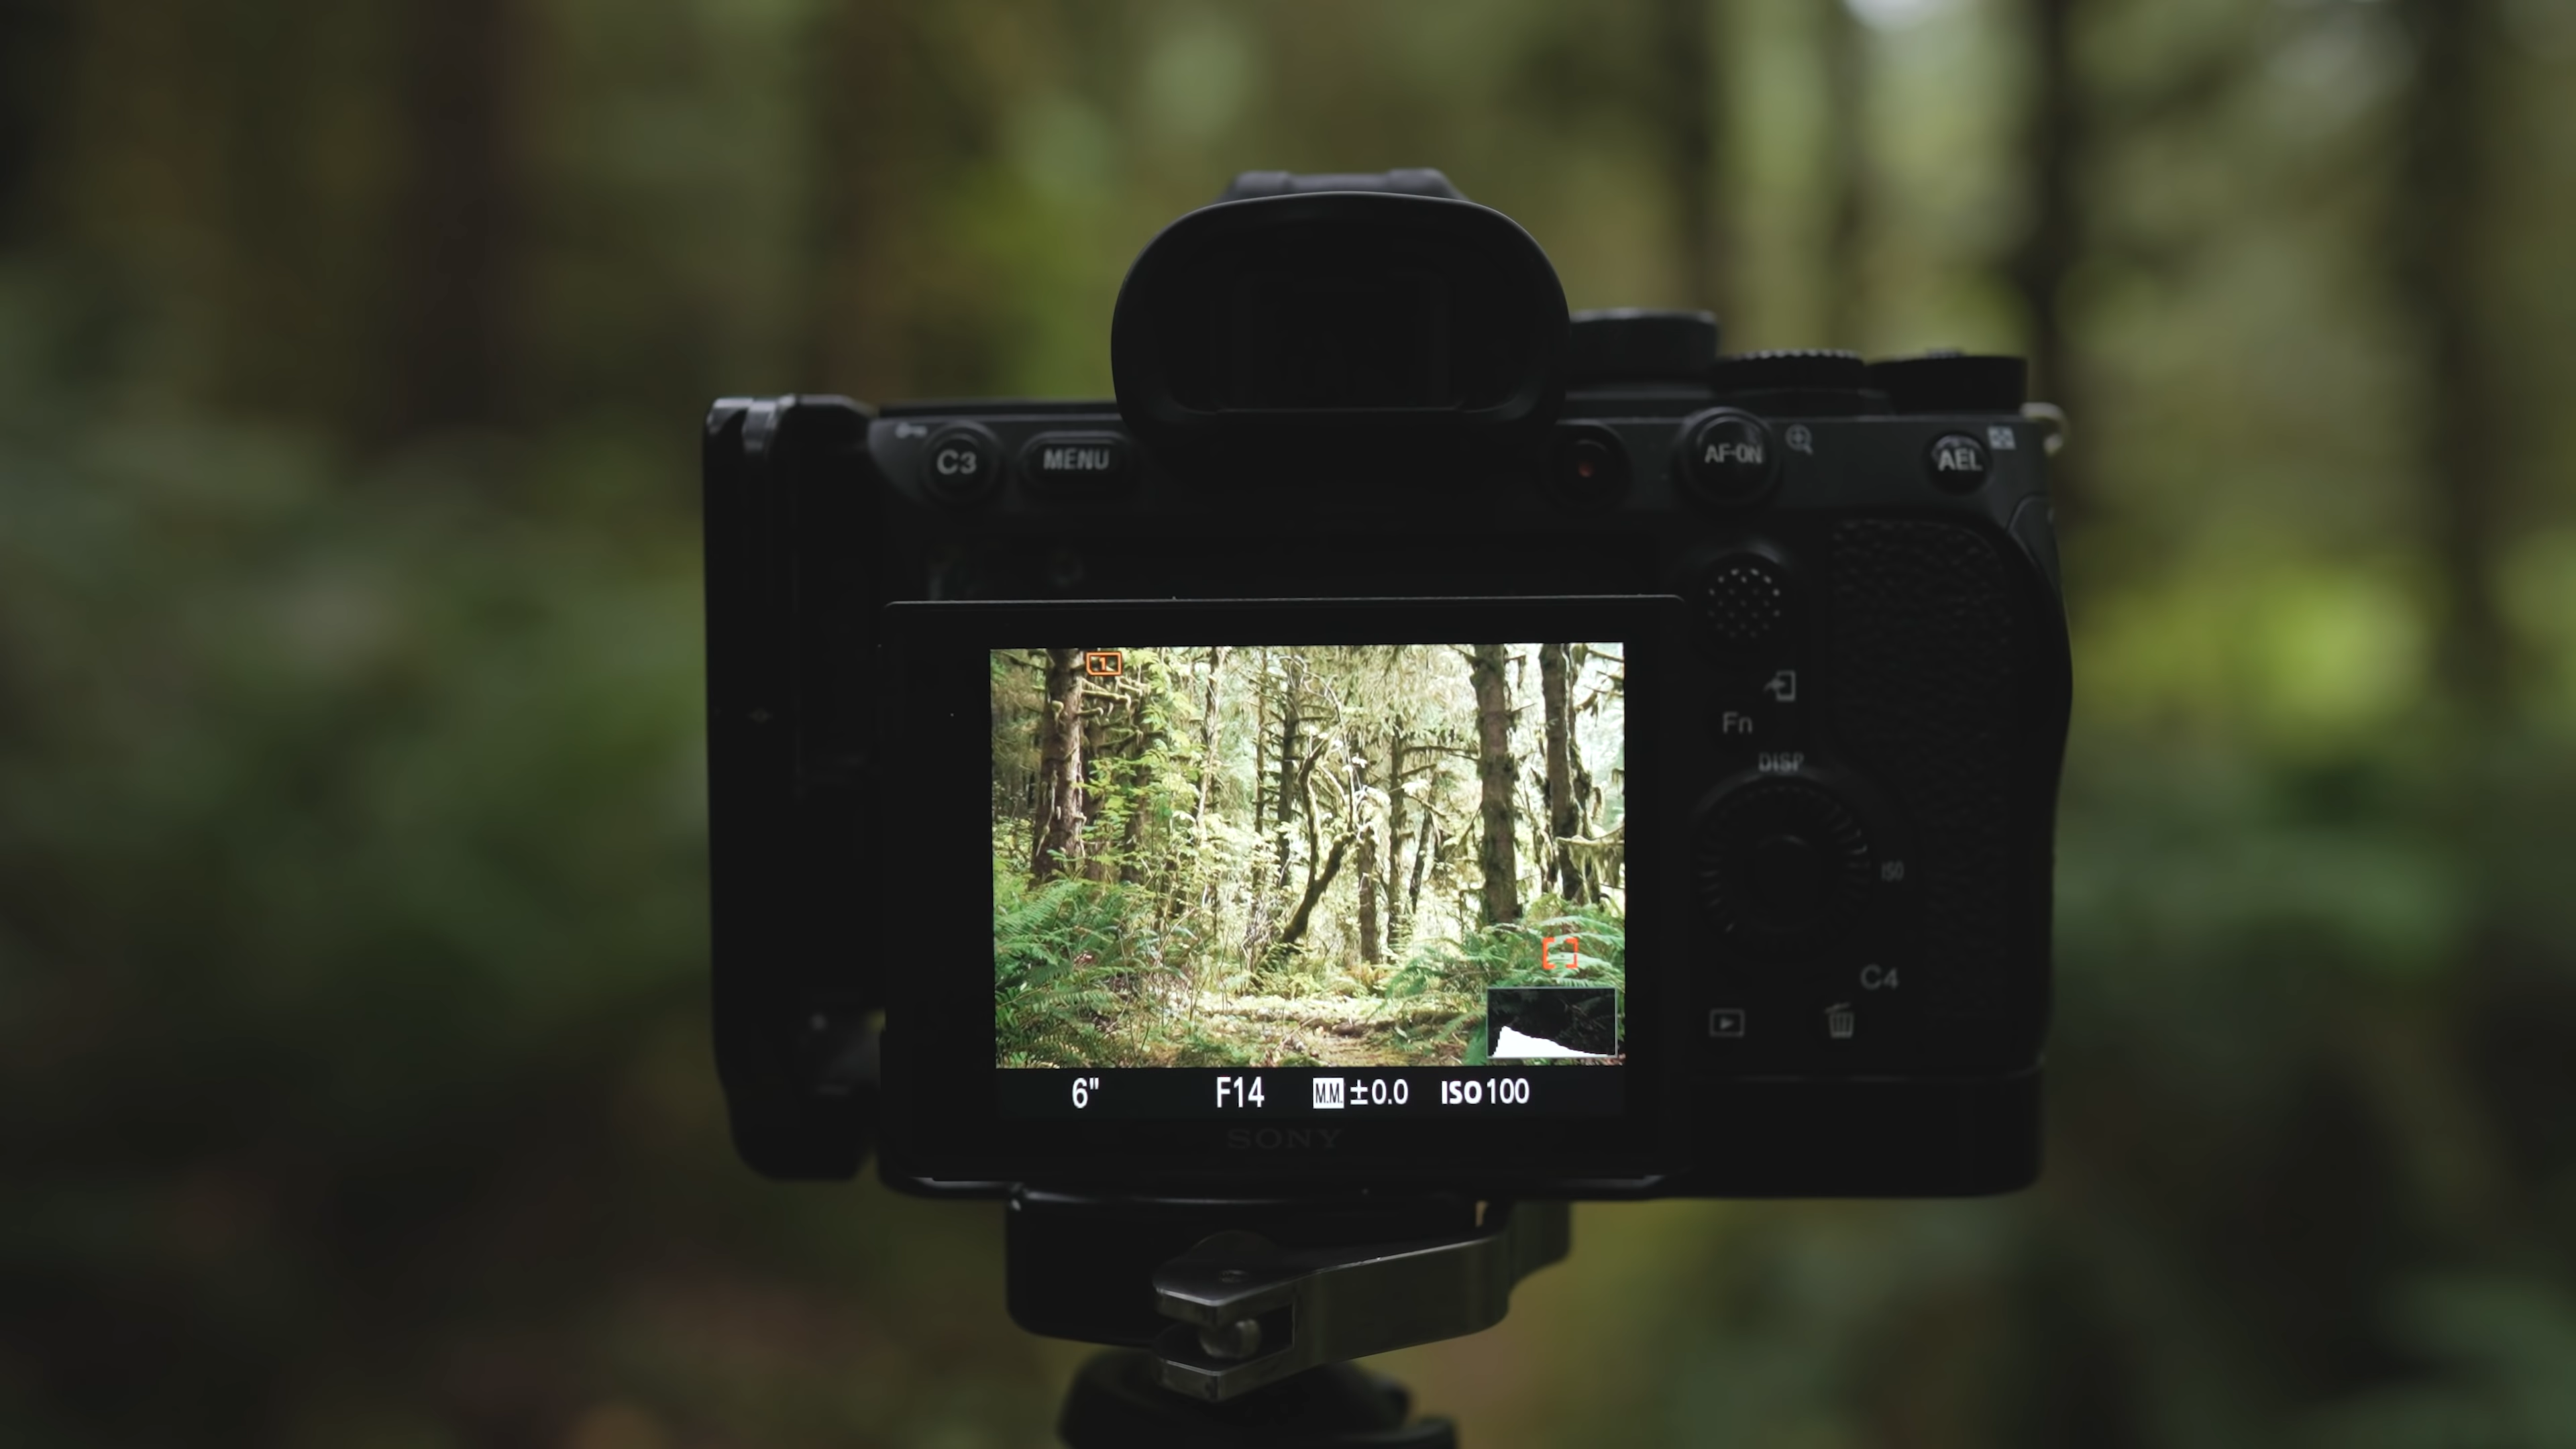 C3 MENU AF-ON AEL
Fn
DISP
ISO
C4
6" F14 M.M. ±0.0 ISO 100
SONY